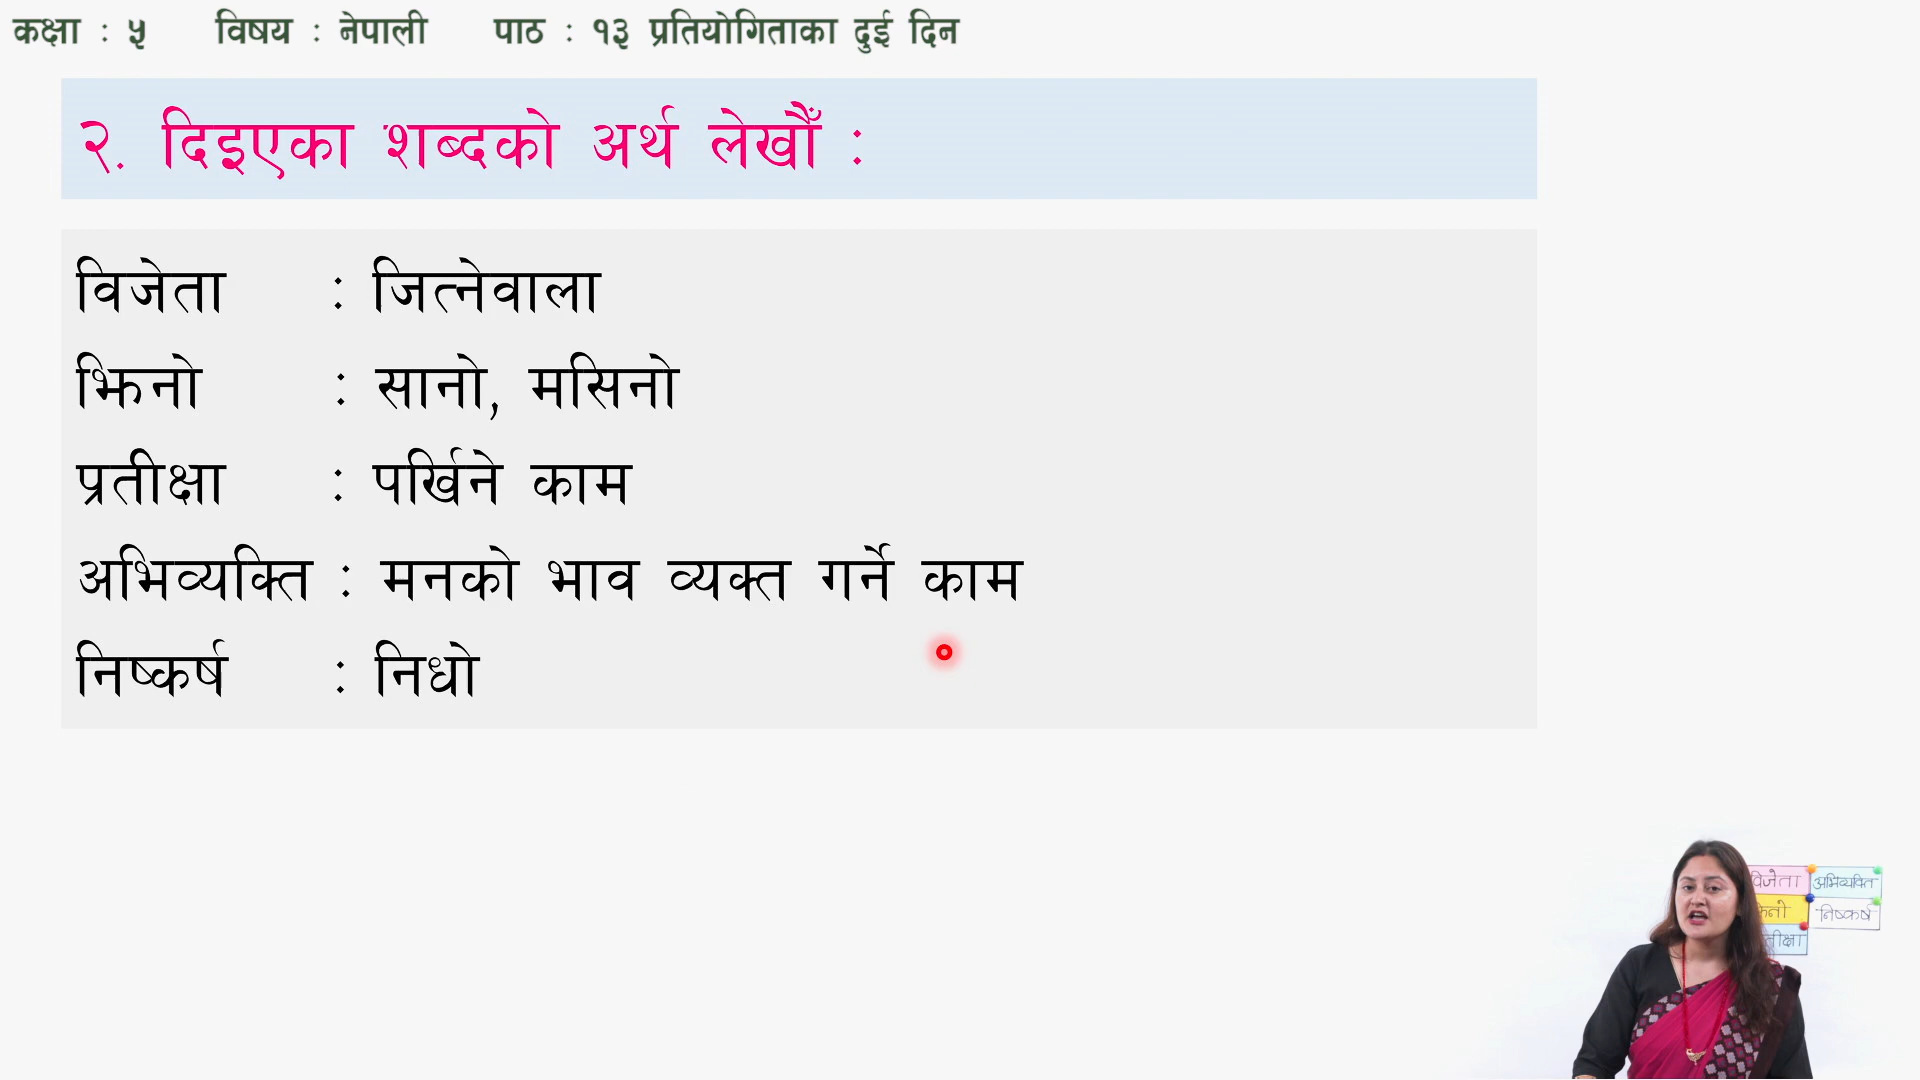 कक्षा : ५ विषय : नेपाली पाठ : १३ प्रतियोगिताका दुई दिन
२. दिइएका शब्दको अर्थ लेखौँ :
विजेता : जित्नेवाला
झिनो : सानो, मसिनो
प्रतीक्षा : पर्खिने काम
अभिव्यक्ति : मनको भाव व्यक्त गर्ने काम
निष्कर्ष : निधो
विजेता अभिव्यक्ति
निष्कर्ष